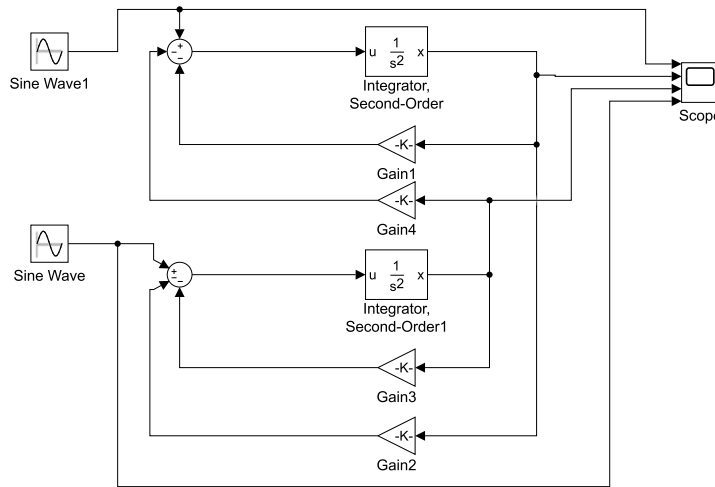 Sine Wave1
+
−
−
u 1 x
s2
Integrator,
Second-Order
Scope
-K-
Gain1
-K-
Gain4
Sine Wave
+
−
−
u 1 x
s2
Integrator,
Second-Order1
-K-
Gain3
-K-
Gain2